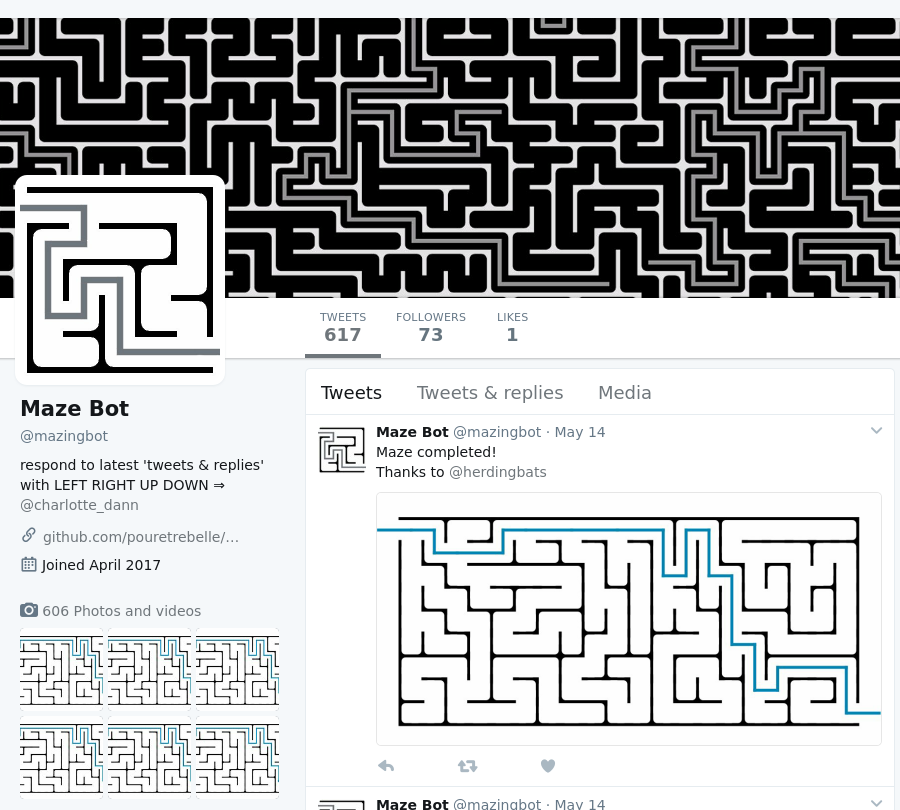 TWEETS
617
FOLLOWERS
73
LIKES
1
Maze Bot
@mazingbot
respond to latest 'tweets & replies'
with LEFT RIGHT UP DOWN ⇒
@charlotte_dann
github.com/pouretrebelle/...
Joined April 2017
606 Photos and videos
Tweets
Tweets & replies
Media
Maze Bot @mazingbot · May 14
Maze completed!
Thanks to @herdingbats
Maze Bot @mazingbot · May 14